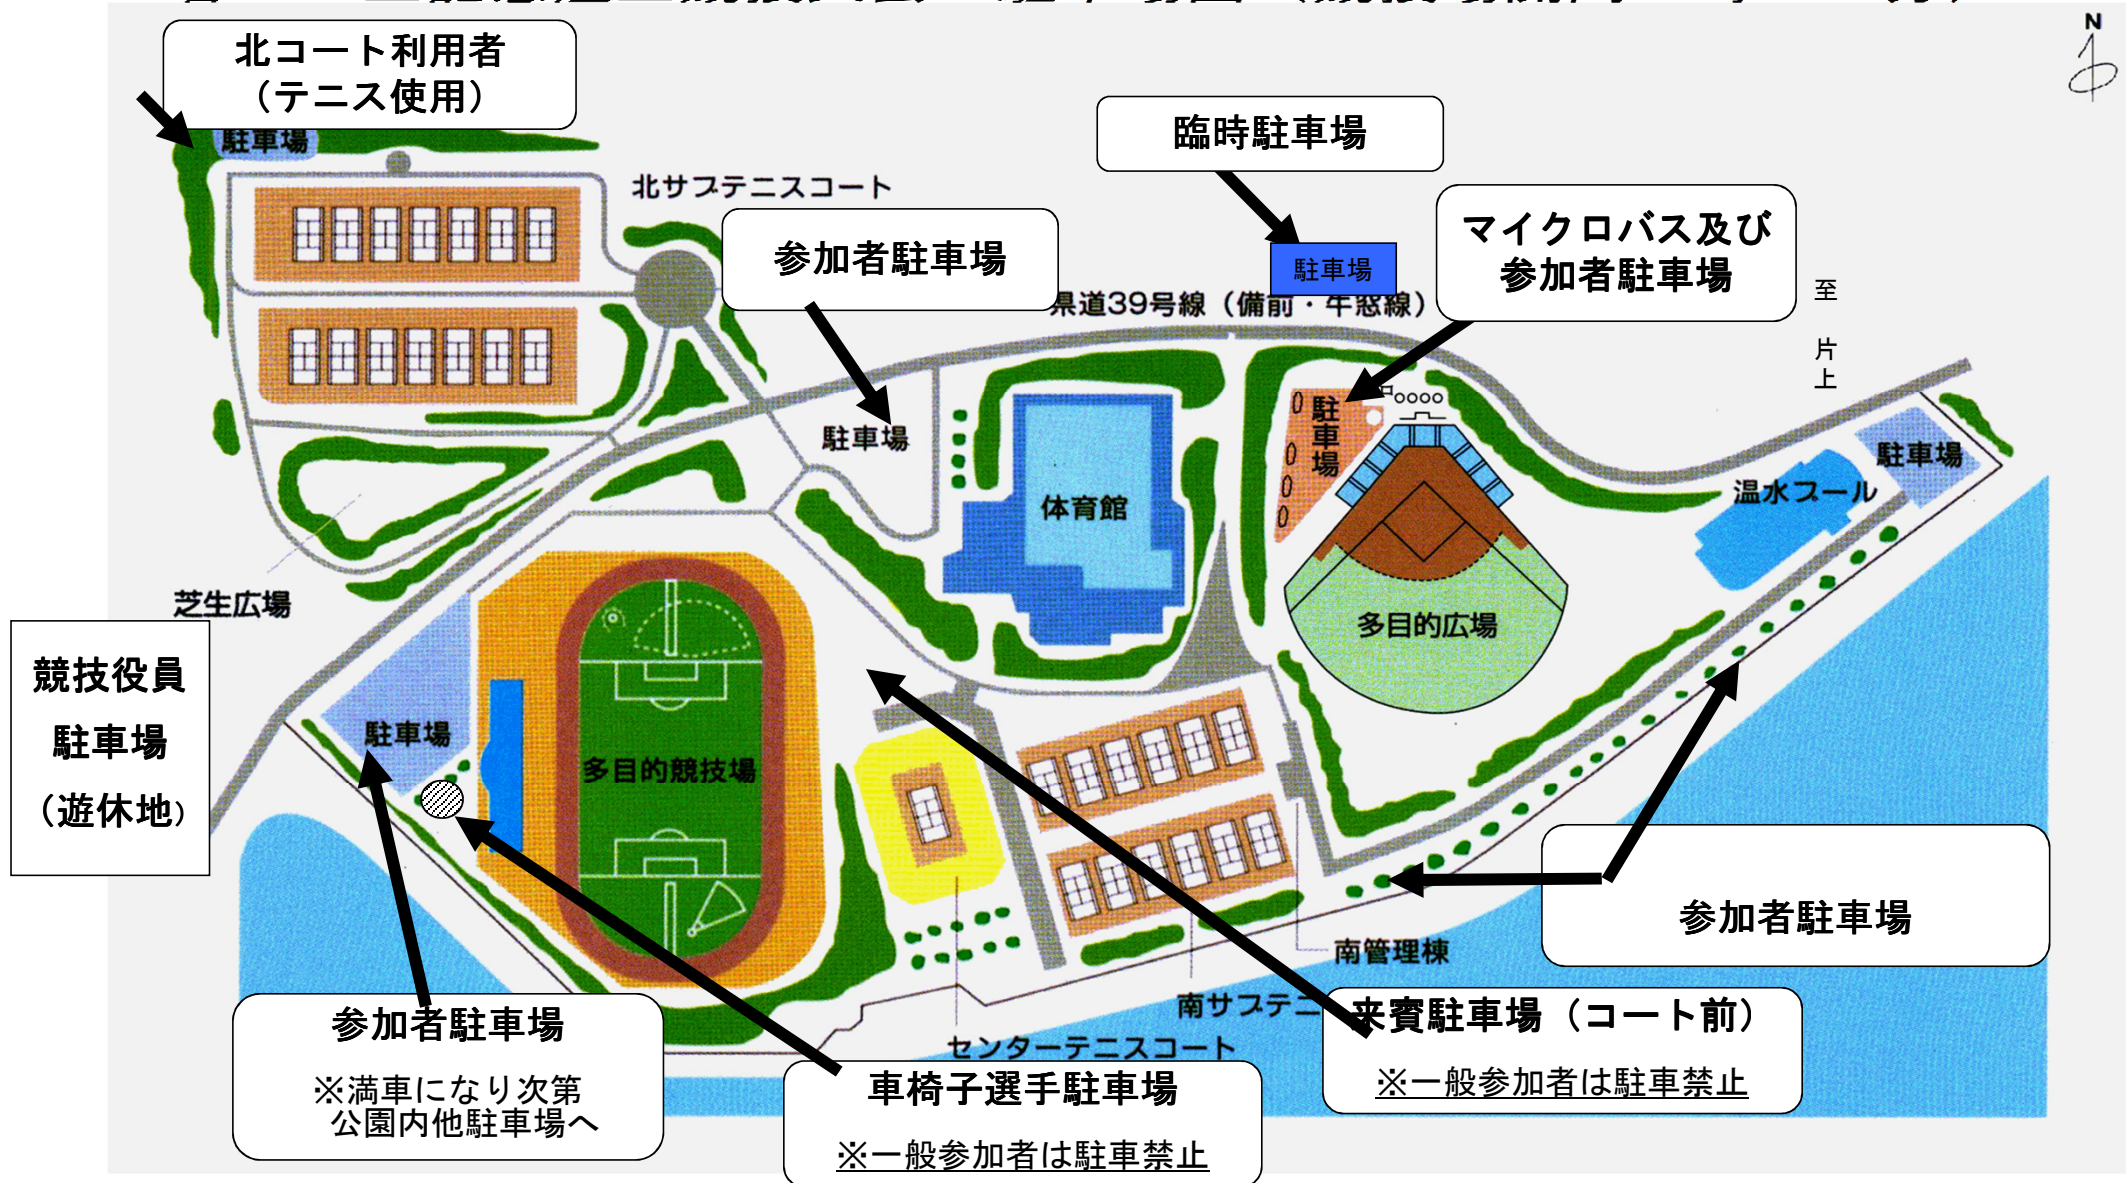 N
北コート利用者
（テニス使用）
駐車場
臨時駐車場
北サブテニスコート
マイクロバス及び
参加者駐車場
参加者駐車場
駐車場
至 片上
県道39号線（備前・牛窓線）
駐車場
駐車場
駐車場
温水プール
体育館
芝生広場
多目的広場
競技役員
駐車場
（遊休地）
駐車場
多目的競技場
参加者駐車場
南管理棟
南サブテニ
センターテニスコート
参加者駐車場
※満車になり次第
公園内他駐車場へ
来賓駐車場（コート前）
※一般参加者は駐車禁止
車椅子選手駐車場
※一般参加者は駐車禁止